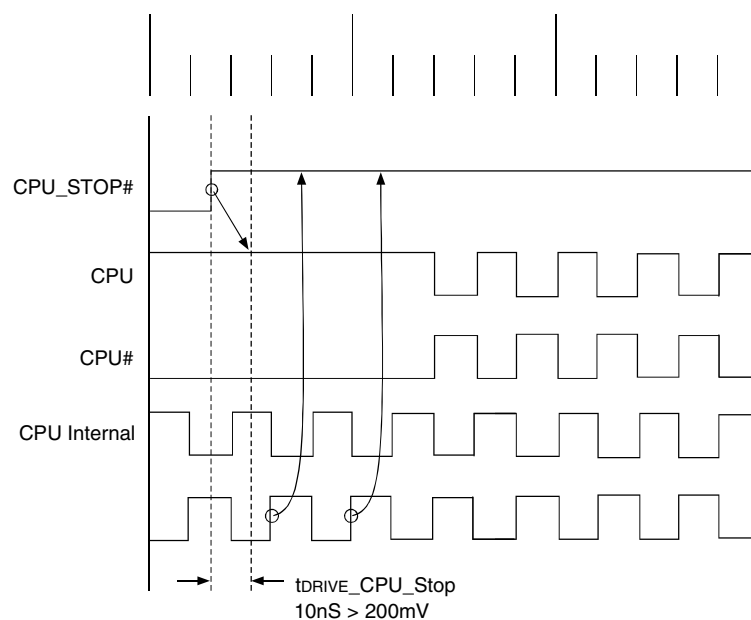 CPU_STOP#
CPU
CPU#
CPU Internal
tDRIVE_CPU_Stop
10nS > 200mV